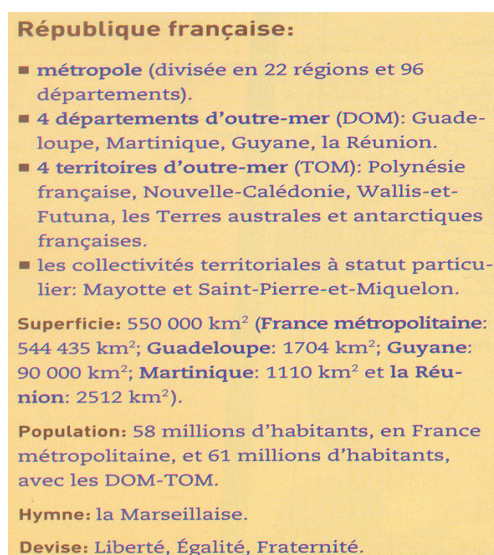 République française:
■ métropole (divisée en 22 régions et 96
départements).
■ 4 départements d'outre-mer (DOM): Guade-
loupe, Martinique, Guyane, la Réunion.
■ 4 territoires d'outre-mer (TOM): Polynésie
française, Nouvelle-Calédonie, Wallis-et-
Futuna, les Terres australes et antarctiques
françaises.
■ les collectivités territoriales à statut particu-
lier: Mayotte et Saint-Pierre-et-Miquelon.
Superficie: 550 000 km² (France métropolitaine:
544 435 km²; Guadeloupe: 1704 km²; Guyane:
90 000 km²; Martinique: 1110 km² et la Réu-
nion: 2512 km²).
Population: 58 millions d'habitants, en France
métropolitaine, et 61 millions d'habitants,
avec les DOM-TOM.
Hymne: la Marseillaise.
Devise: Liberté, Égalité, Fraternité.